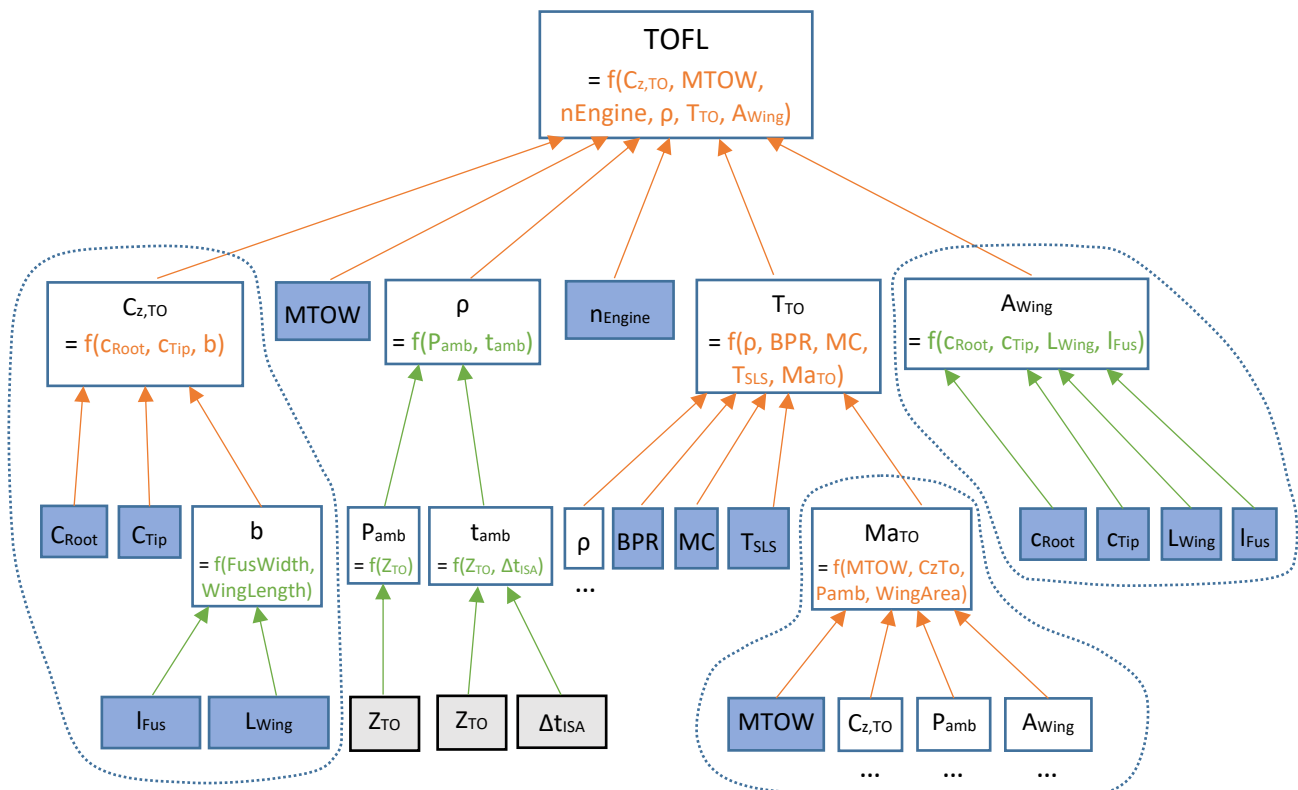 TOFL
= f(Cz,TO, MTOW,
nEngine, ρ, TTO, AWing)
Cz,TO
= f(cRoot, cTip, b)
MTOW
ρ
= f(Pamb, tamb)
nEngine
TTO
= f(ρ, BPR, MC,
TSLS, MaTO)
AWing
= f(cRoot, cTip, LWing, lFus)
CRoot
CTip
b
= f(FusWidth,
WingLength)
Pamb
= f(ZTO)
tamb
= f(ZTO, ΔtISA)
ρ
...
BPR
MC
TSLS
MaTO
= f(MTOW, CzTo,
Pamb, WingArea)
cRoot
cTip
LWing
lFus
lFus
LWing
ZTO
ZTO
ΔtISA
MTOW
Cz,TO
Pamb
AWing
...
...
...